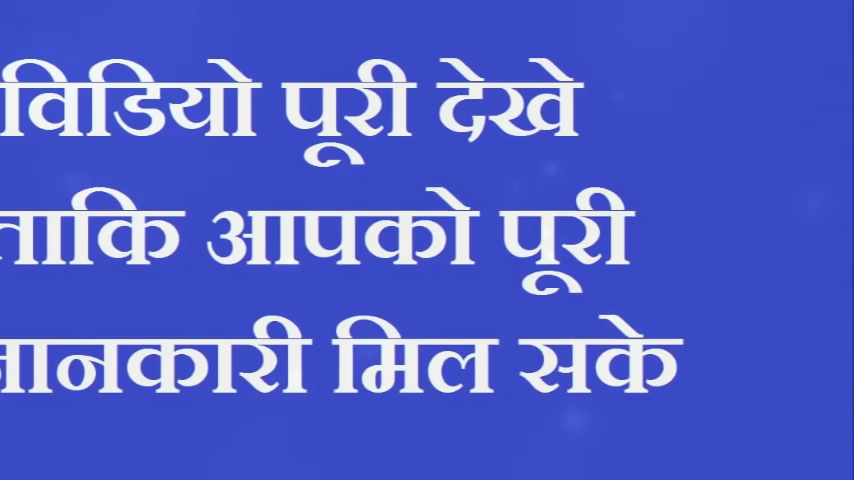 विडियो पूरी देखे
ताकि आपको पूरी
जानकारी मिल सके